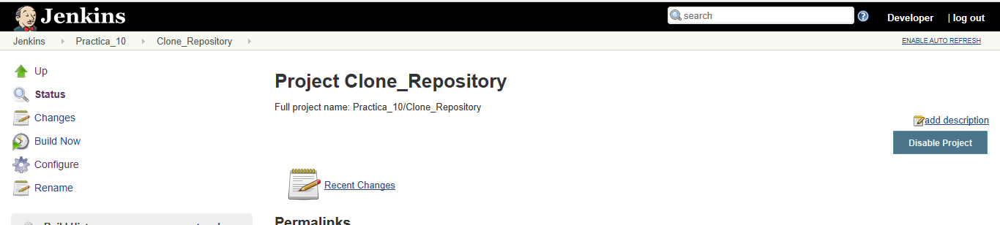 Jenkins
search
Developer
| log out
Jenkins
Practica_10
Clone_Repository
ENABLE AUTO REFRESH
Up
Status
Changes
Build Now
Configure
Rename
Project Clone_Repository
Full project name: Practica_10/Clone_Repository
add description
Disable Project
Recent Changes
Permalinks